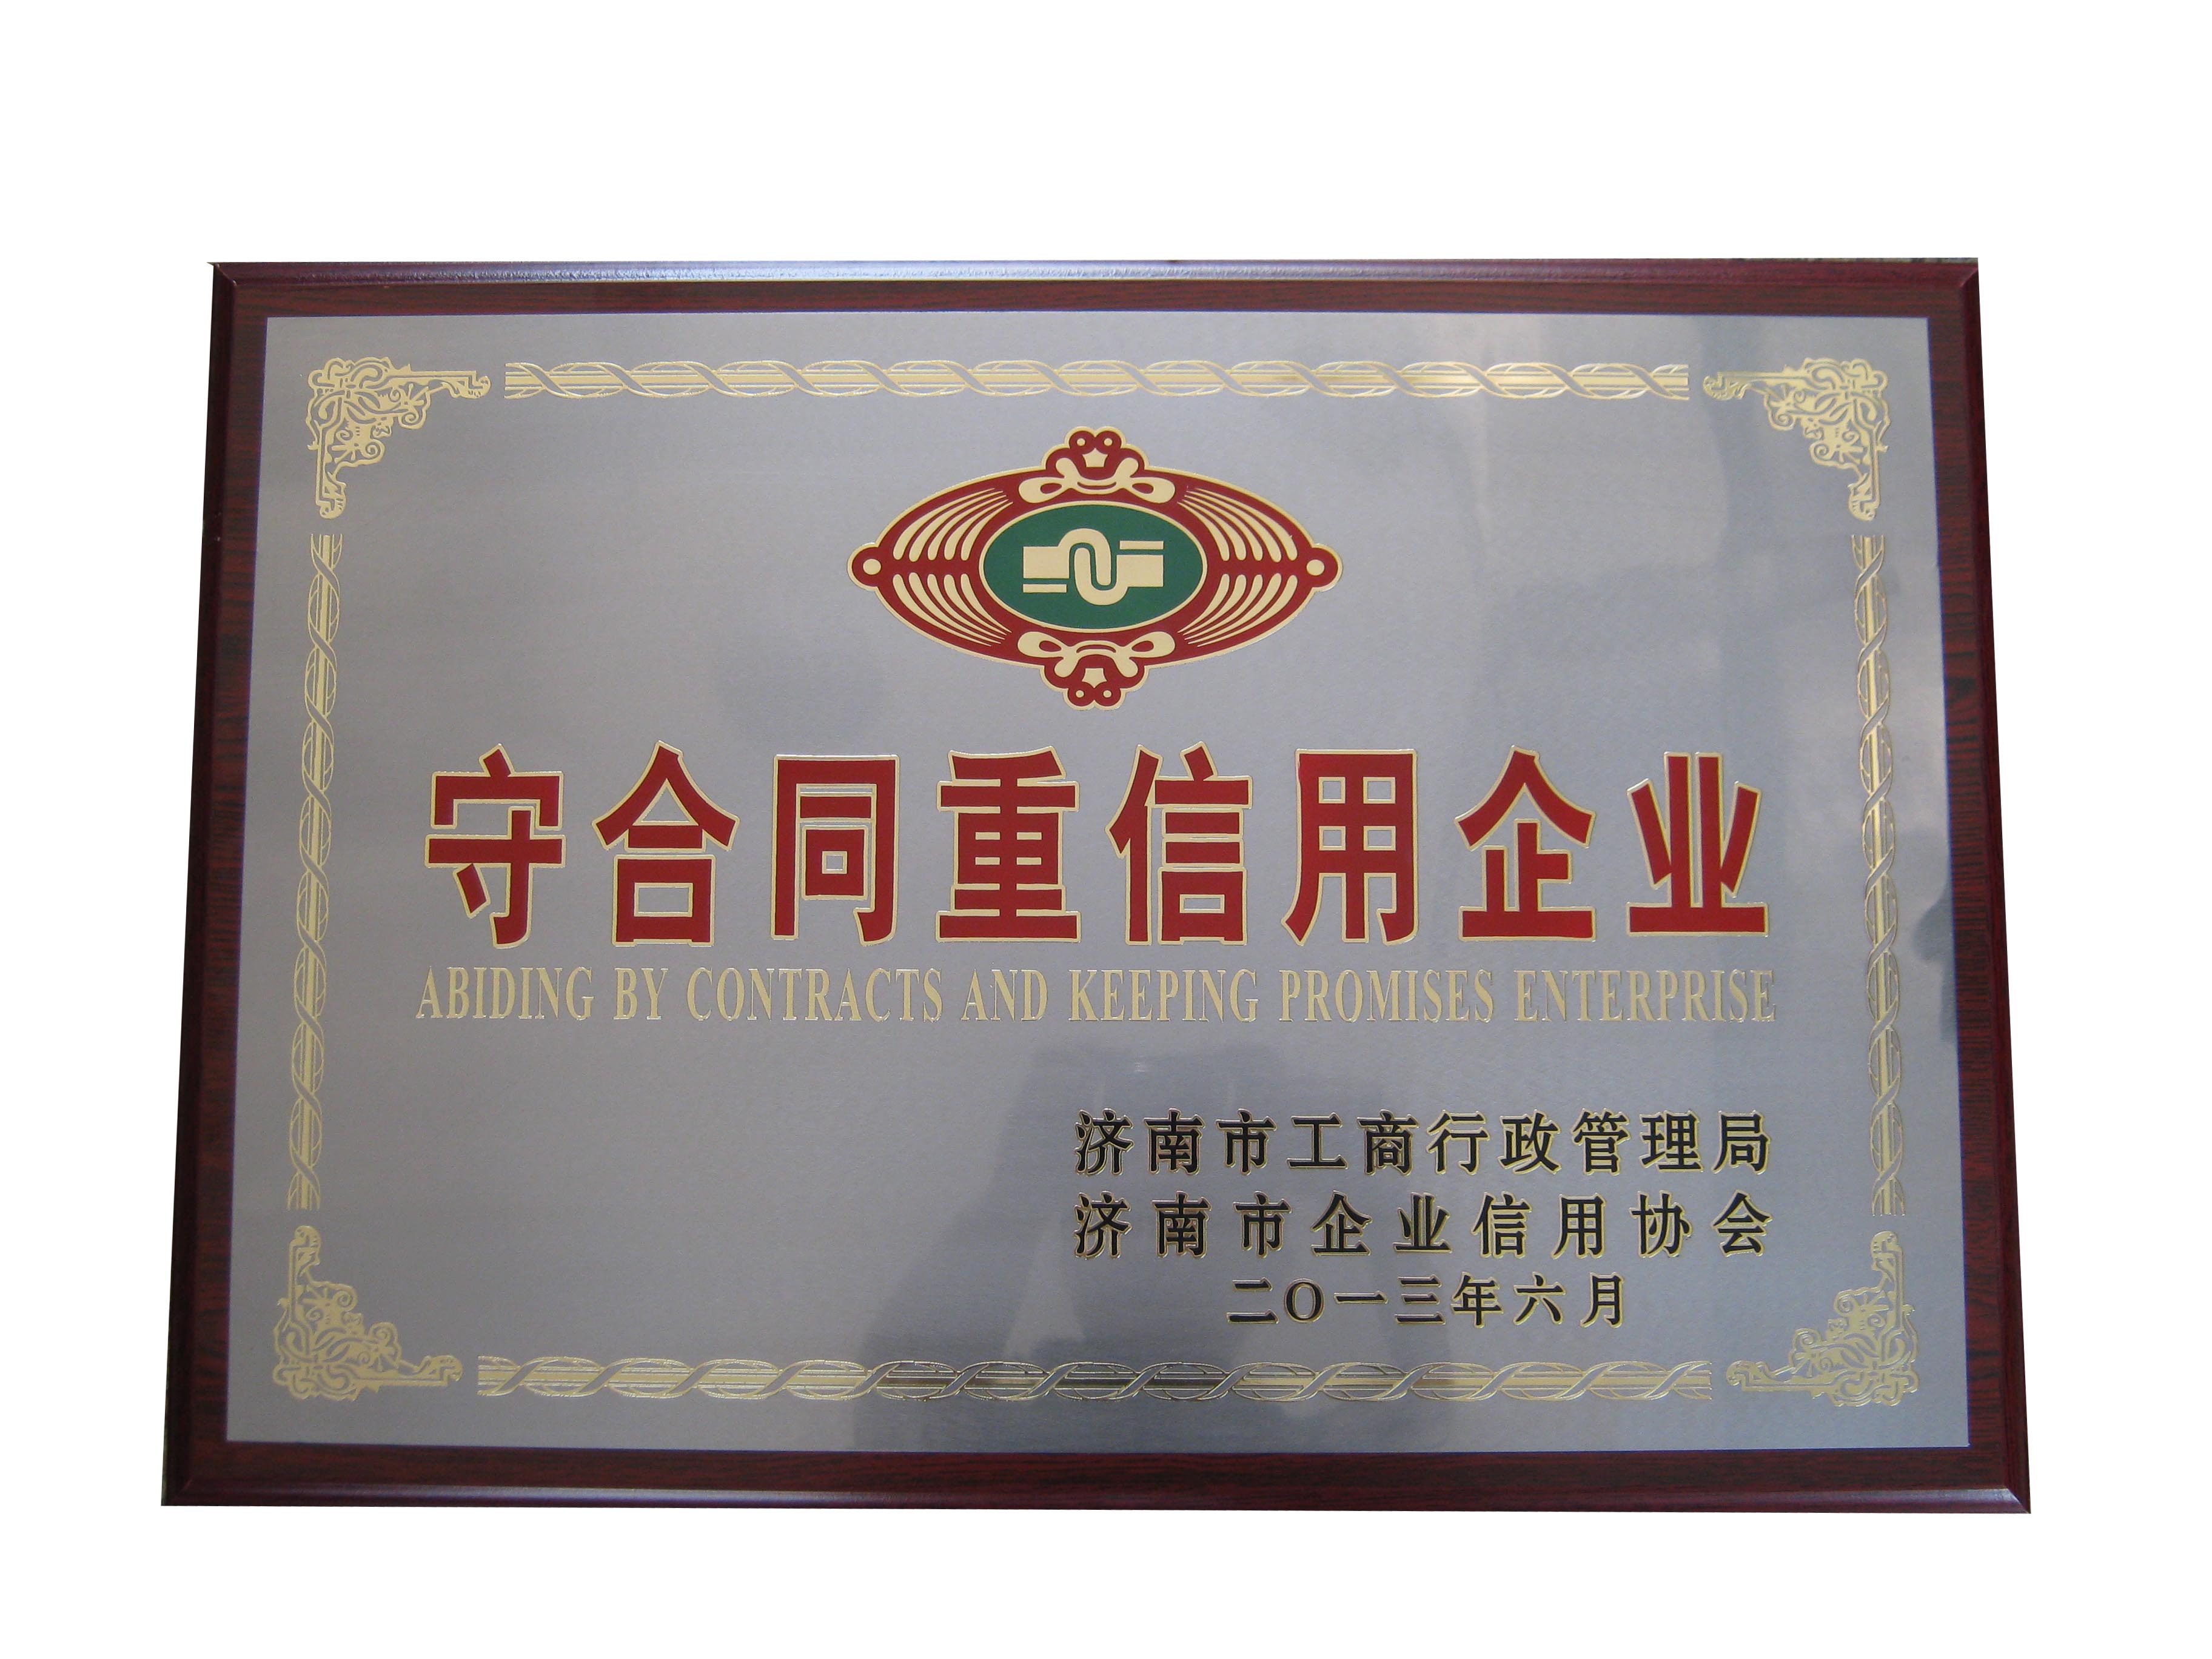 守合同重信用企业
ABIDING BY CONTRACTS AND KEEPING PROMISES ENTERPRISE
济南市工商行政管理局
济南市企业信用协会
二〇一三年六月